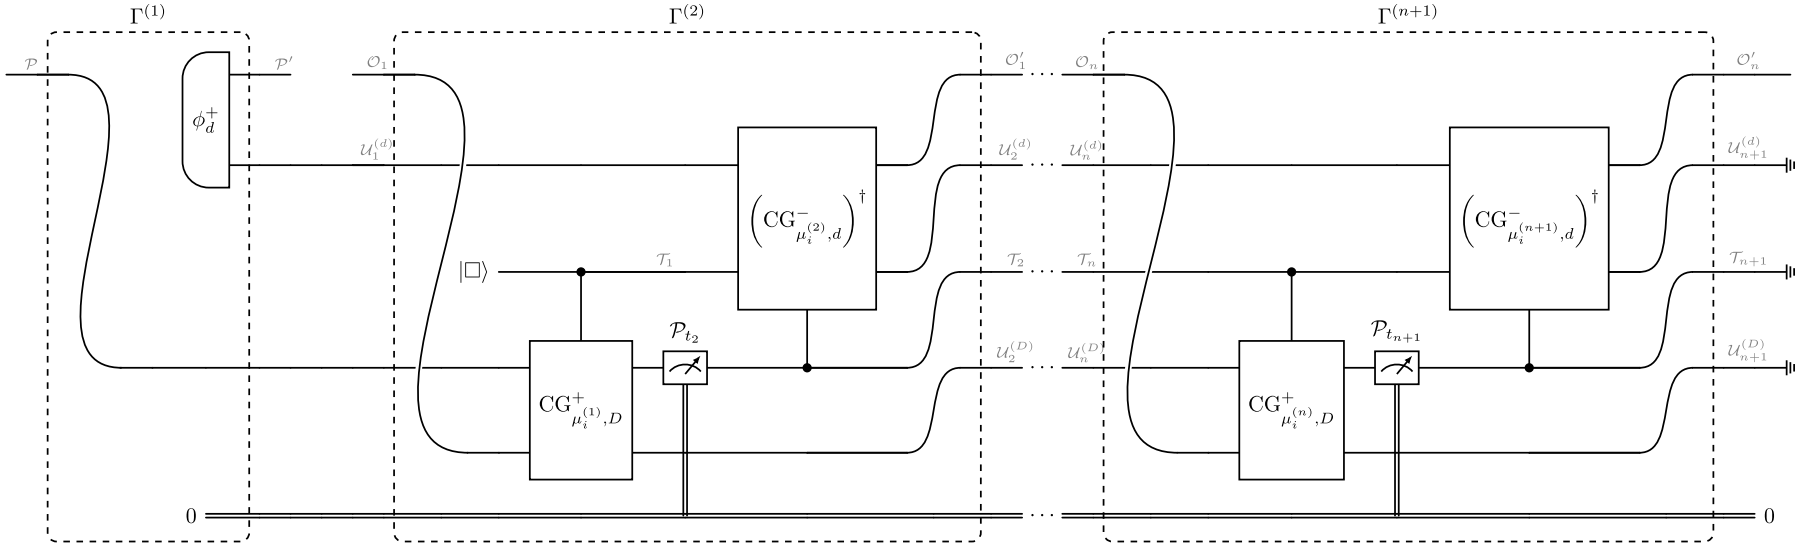 Γ^(1) Γ^(2) Γ^(n+1)
𝒫 𝒫′ 𝒪_1 𝒪′_1 ··· 𝒪_n 𝒪′_n
ϕ_d^+
𝒰_1^(d) 𝒰_2^(d) ··· 𝒰_n^(d) 𝒰_{n+1}^(d)
(CG^−_{μ_i^(2),d})^† (CG^−_{μ_i^(n+1),d})^†
|□⟩ 𝒯_1 𝒯_2 ··· 𝒯_n 𝒯_{n+1}
𝒫_{t_2} 𝒫_{t_{n+1}}
𝒰_2^(D) ··· 𝒰_n^(D) 𝒰_{n+1}^(D)
CG^+_{μ_i^(1),D} CG^+_{μ_i^(n),D}
0 ··· 0